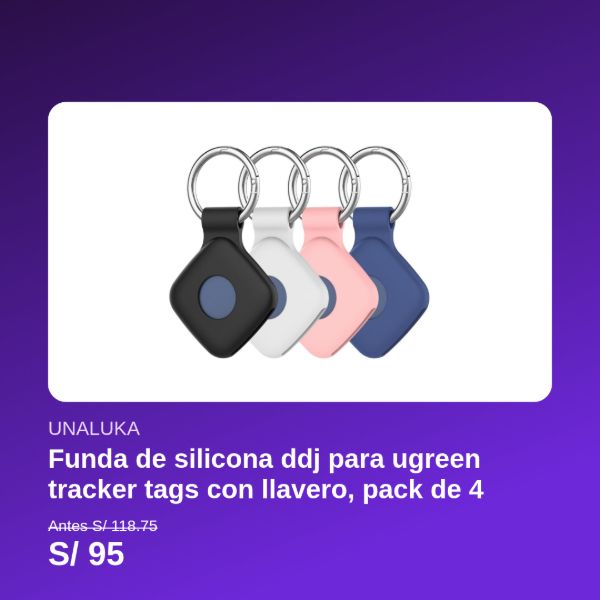 UNALUKA
Funda de silicona ddj para ugreen
tracker tags con llavero, pack de 4
Antes S/ 118.75
S/ 95